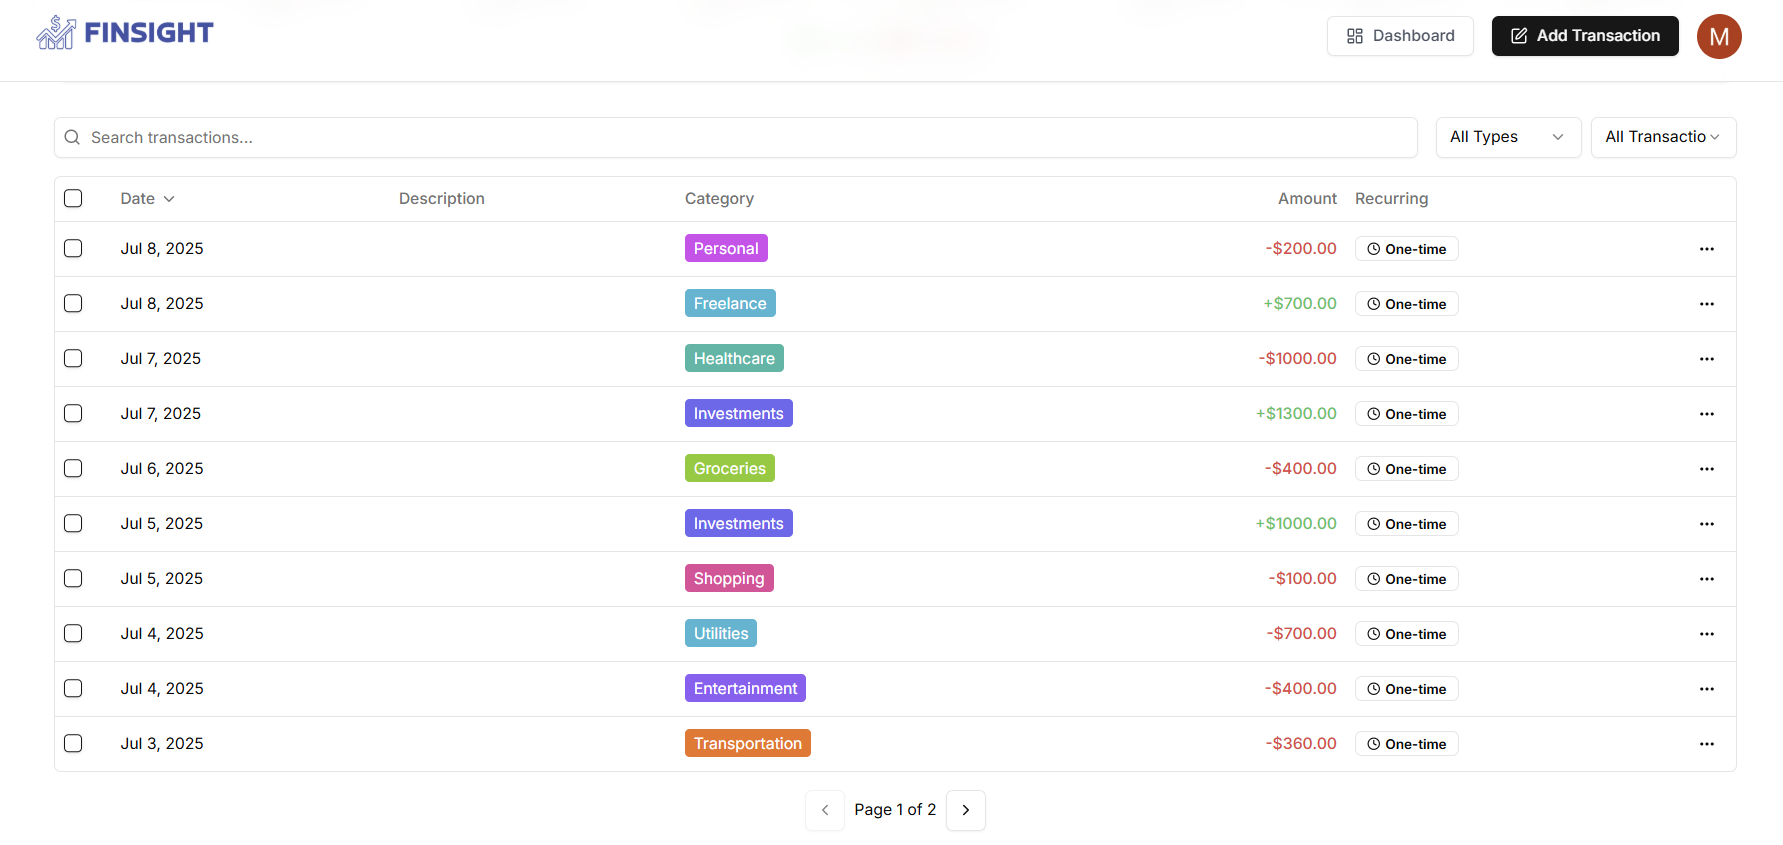 FINSIGHT
Dashboard
Add Transaction
M
Search transactions...
All Types
All Transactio
Date Description Category Amount Recurring
Jul 8, 2025 Personal -$200.00 One-time
Jul 8, 2025 Freelance +$700.00 One-time
Jul 7, 2025 Healthcare -$1000.00 One-time
Jul 7, 2025 Investments +$1300.00 One-time
Jul 6, 2025 Groceries -$400.00 One-time
Jul 5, 2025 Investments +$1000.00 One-time
Jul 5, 2025 Shopping -$100.00 One-time
Jul 4, 2025 Utilities -$700.00 One-time
Jul 4, 2025 Entertainment -$400.00 One-time
Jul 3, 2025 Transportation -$360.00 One-time
Page 1 of 2